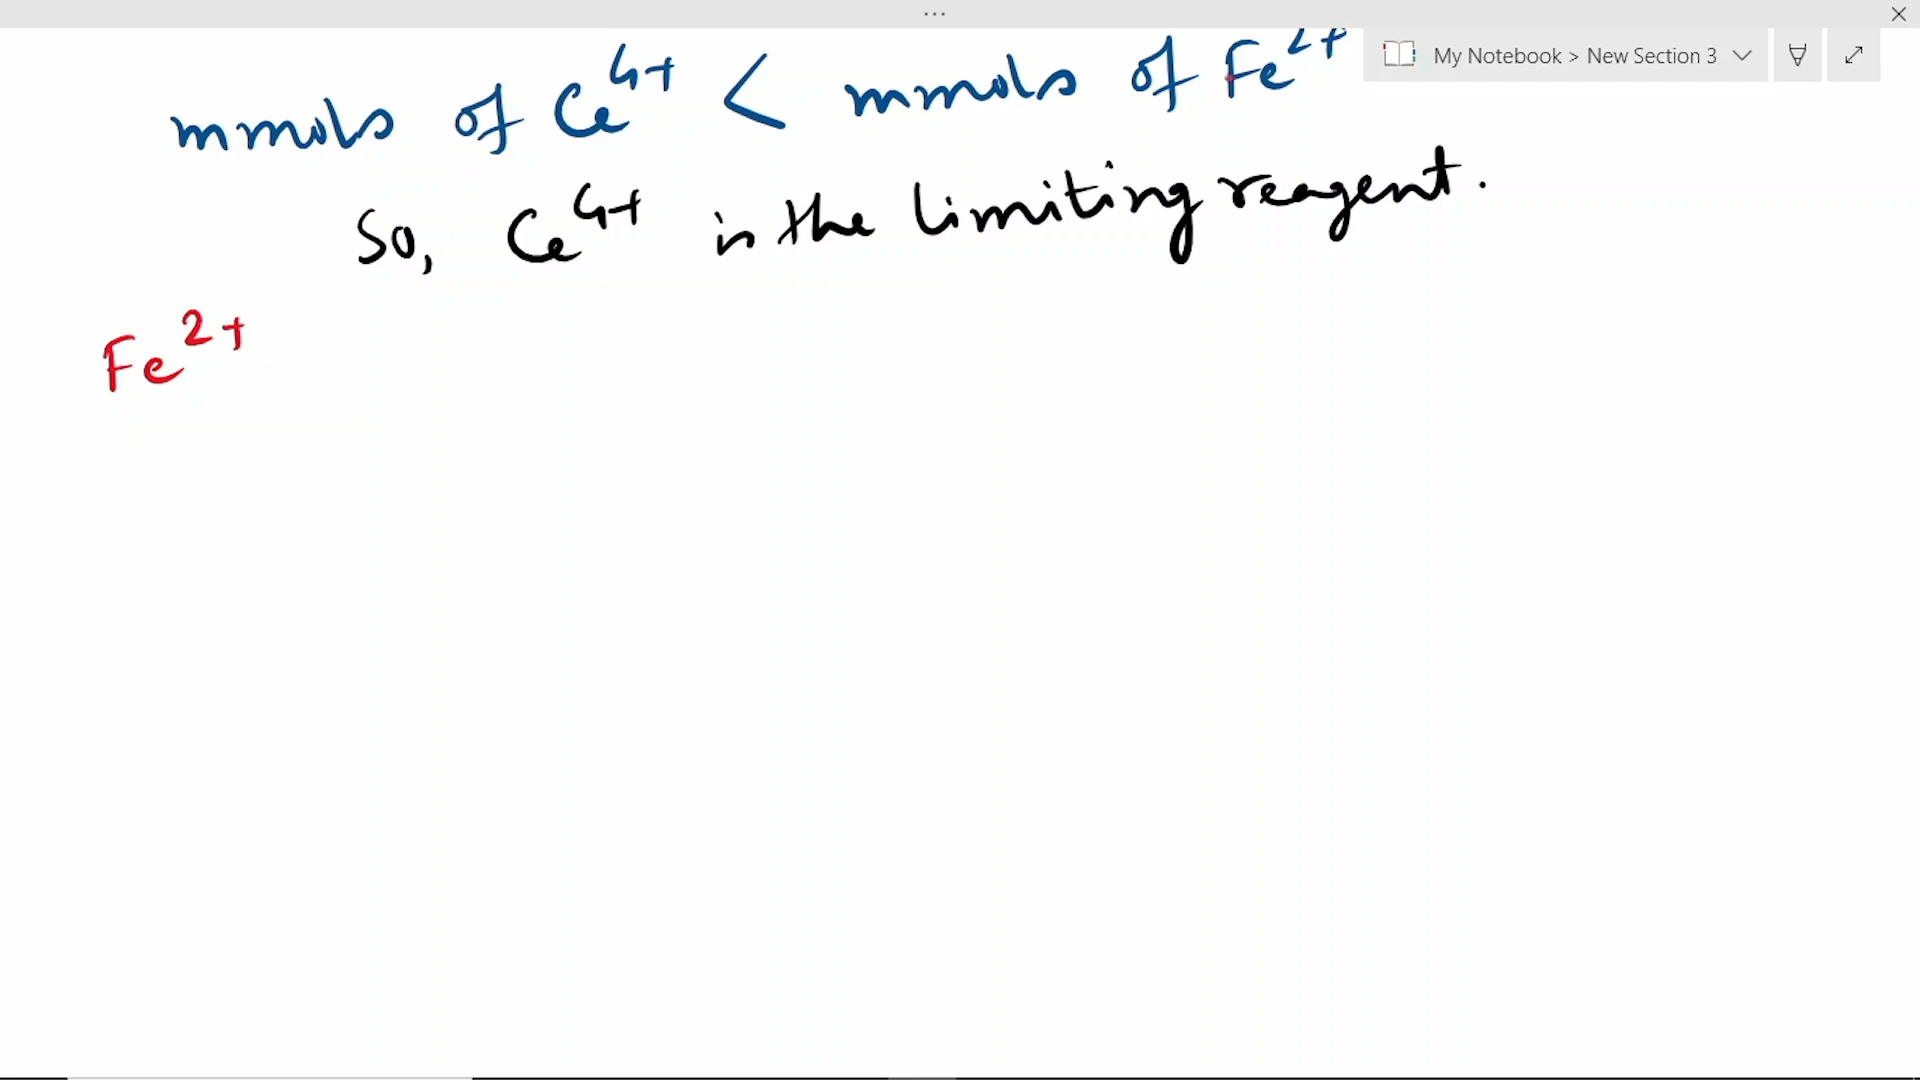 ...
My Notebook > New Section 3
mmols of Ce⁴⁺ < mmols of Fe²⁺
So, Ce⁴⁺ is the limiting reagent.
Fe²⁺